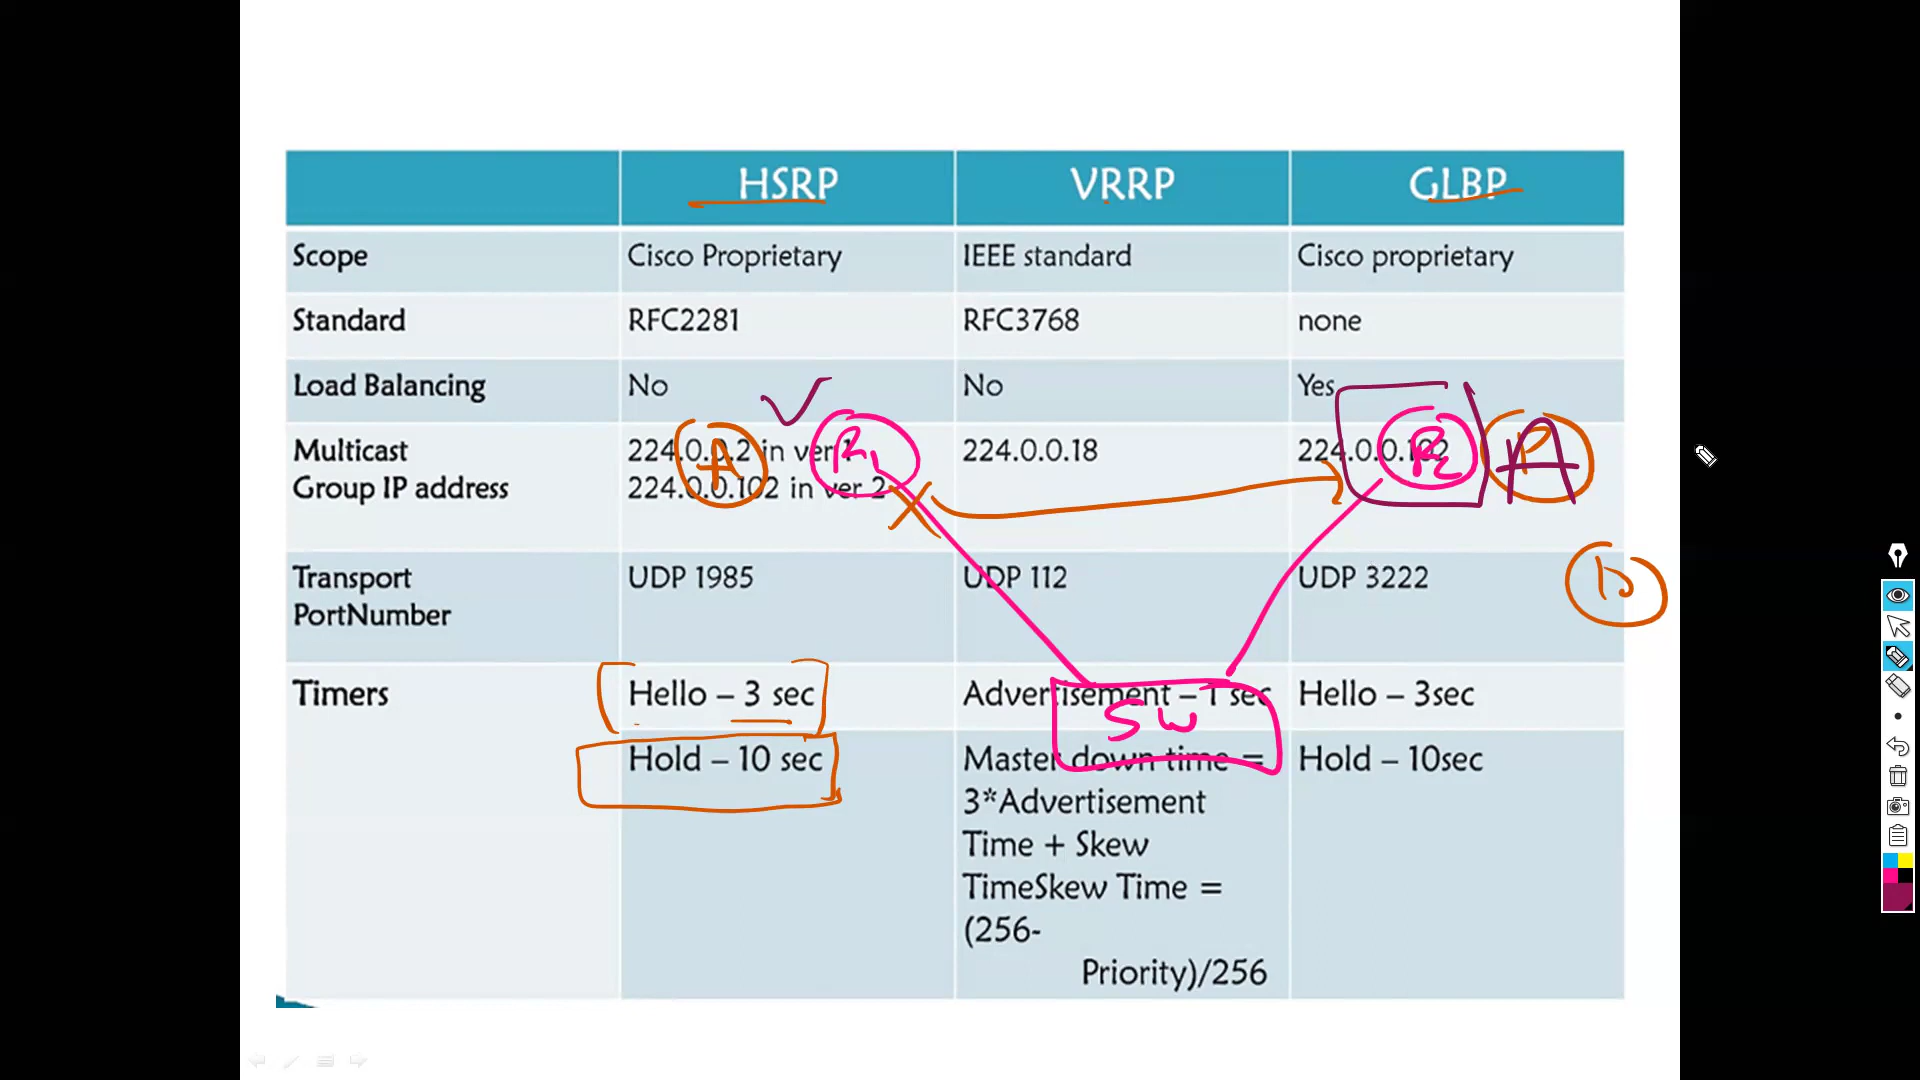 HSRP VRRP GLBP
Scope Cisco Proprietary IEEE standard Cisco proprietary
Standard RFC2281 RFC3768 none
Load Balancing No No Yes
Multicast 224.0.0.2 in ver 1 224.0.0.18 224.0.0.102
Group IP address 224.0.0.102 in ver 2
A R1 R2 A
Transport UDP 1985 UDP 112 UDP 3222
PortNumber
Timers Hello – 3 sec Advertisement – 1 sec Hello – 3sec
SW
Hold – 10 sec Master down time = Hold – 10sec
3*Advertisement
Time + Skew
TimeSkew Time =
(256-
Priority)/256